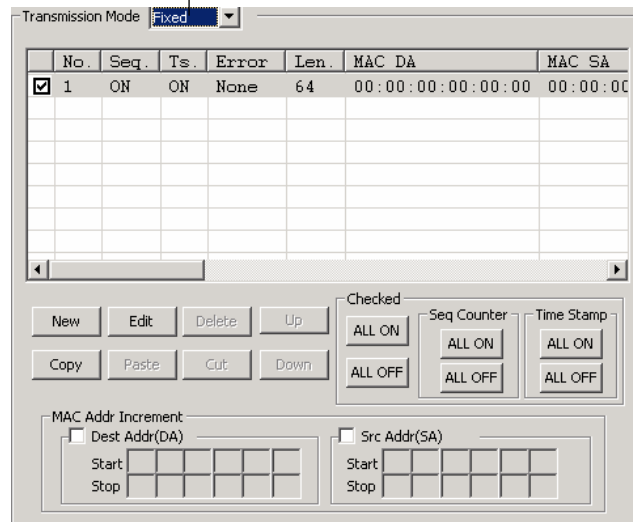 Transmission Mode Fixed
No. Seq. Ts. Error Len. MAC DA MAC SA
1 ON ON None 64 00:00:00:00:00:00 00:00:00
Checked
New Edit Delete Up ALL ON Seq Counter Time Stamp
ALL ON ALL ON
Copy Paste Cut Down ALL OFF ALL OFF ALL OFF
MAC Addr Increment
Dest Addr(DA) Src Addr(SA)
Start Start
Stop Stop